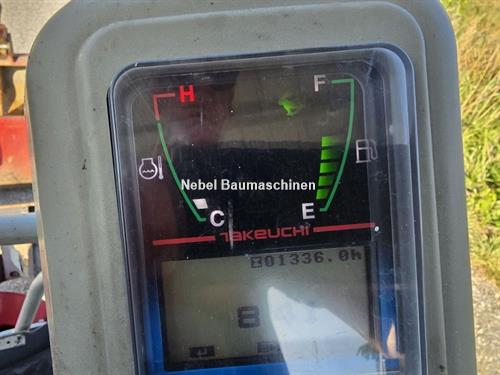 H F
Nebel Baumaschinen
C E
TAKEUCHI
01336.0h
8